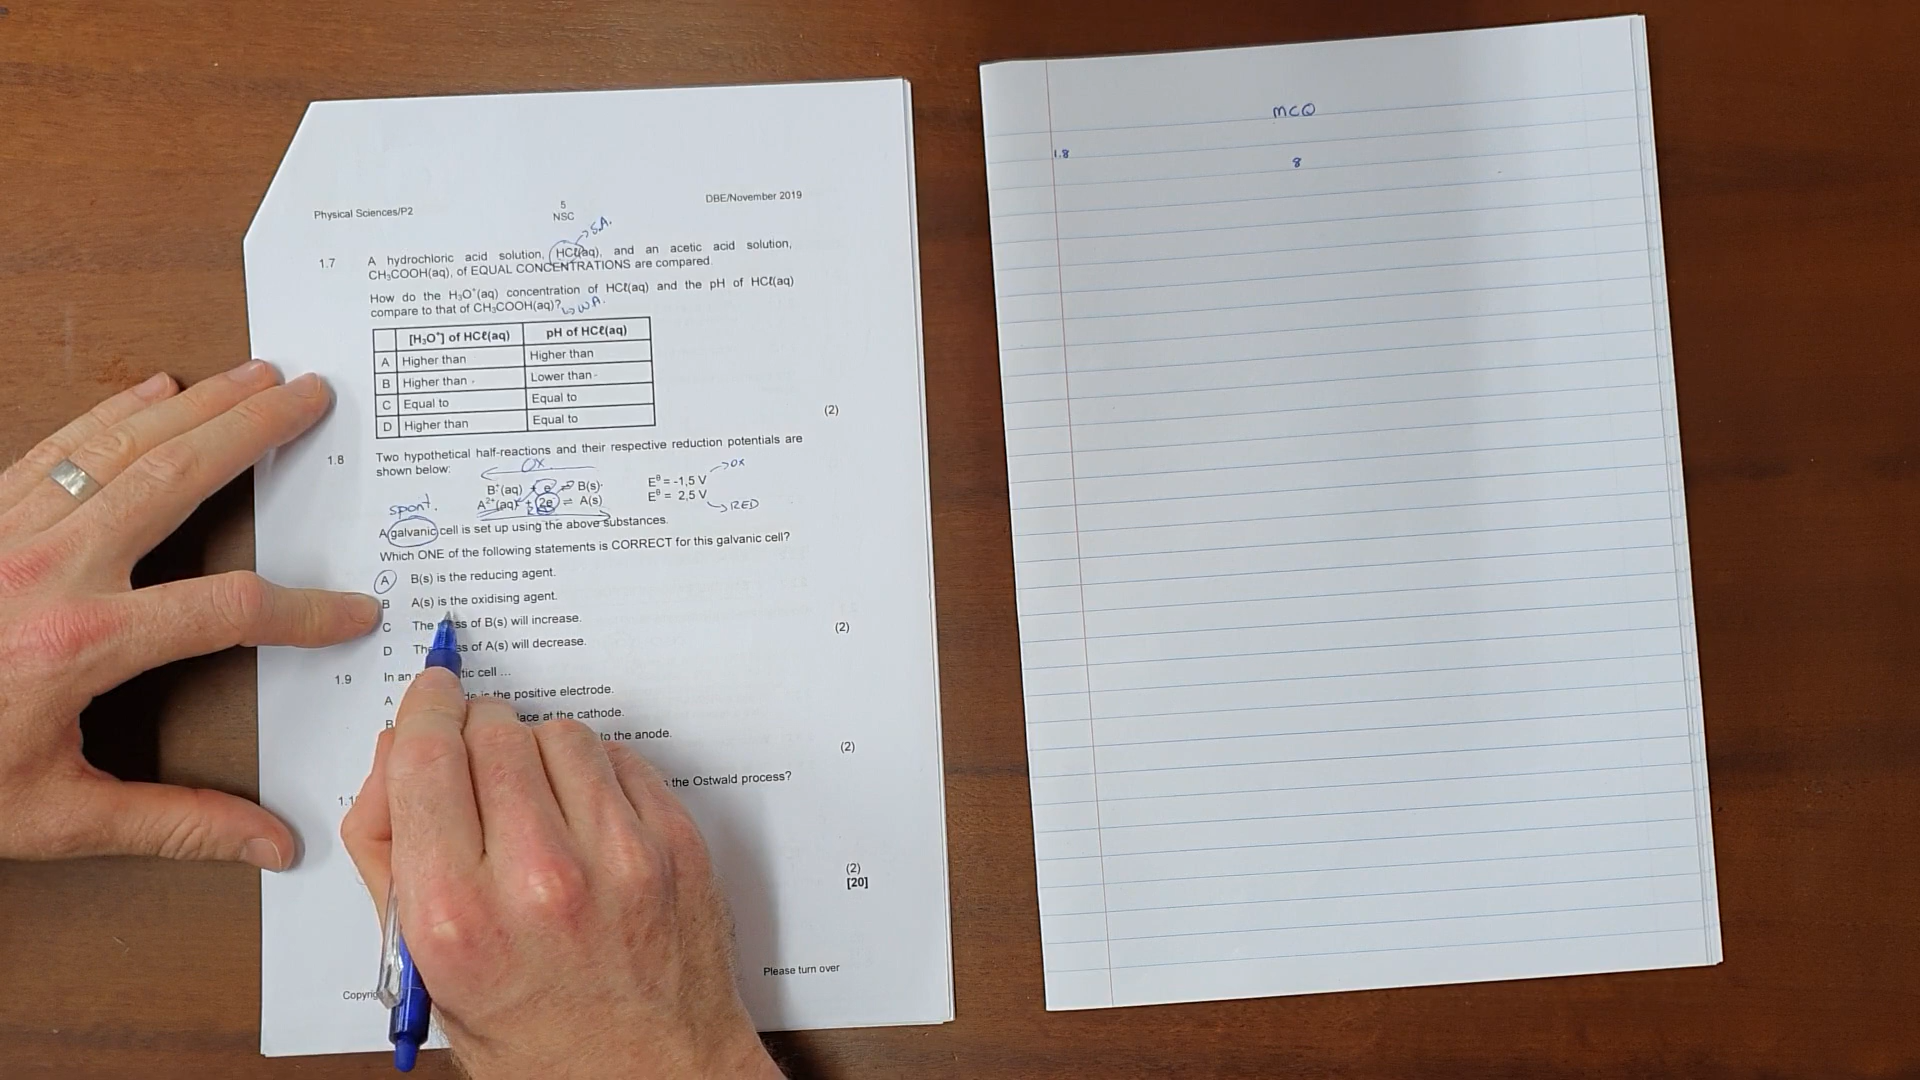 Physical Sciences/P2 5 DBE/November 2019
NSC
SA.
1.7 A hydrochloric acid solution, HCℓ(aq), and an acetic acid solution,
CH₃COOH(aq), of EQUAL CONCENTRATIONS are compared.
How do the H₃O⁺(aq) concentration of HCℓ(aq) and the pH of HCℓ(aq)
compare to that of CH₃COOH(aq)? WA.
[H₃O⁺] of HCℓ(aq) pH of HCℓ(aq)
A Higher than Higher than
B Higher than Lower than
C Equal to Equal to
D Higher than Equal to
(2)
1.8 Two hypothetical half-reactions and their respective reduction potentials are
shown below:
OX
B⁺(aq) + e⁻ ⇌ B(s) Eᶿ = -1,5 V OX
spont. A²⁺(aq) + 2e⁻ ⇌ A(s) Eᶿ = 2,5 V RED
A galvanic cell is set up using the above substances.
Which ONE of the following statements is CORRECT for this galvanic cell?
A B(s) is the reducing agent.
B A(s) is the oxidising agent.
C The of B(s) will increase.
D of A(s) will decrease. (2)
1.9 In an cell ...
A the positive electrode.
B at the cathode.
to the anode.
(2)
the Ostwald process?
(2)
[20]
Please turn over
MCQ
1.8 8